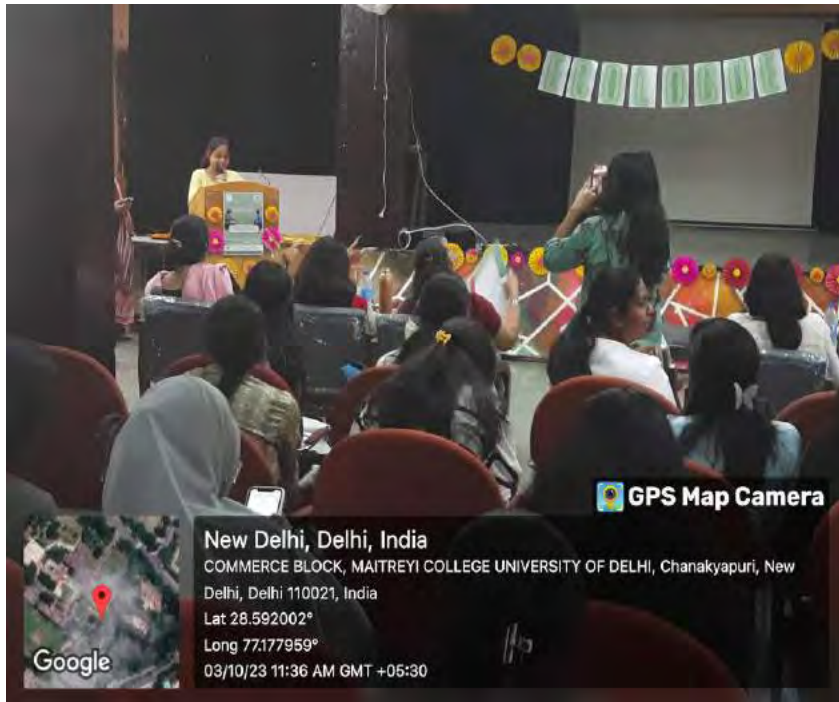 GPS Map Camera
New Delhi, Delhi, India
COMMERCE BLOCK, MAITREYI COLLEGE UNIVERSITY OF DELHI, Chanakyapuri, New
Delhi, Delhi 110021, India
Lat 28.592002°
Long 77.177959°
03/10/23 11:36 AM GMT +05:30
Google